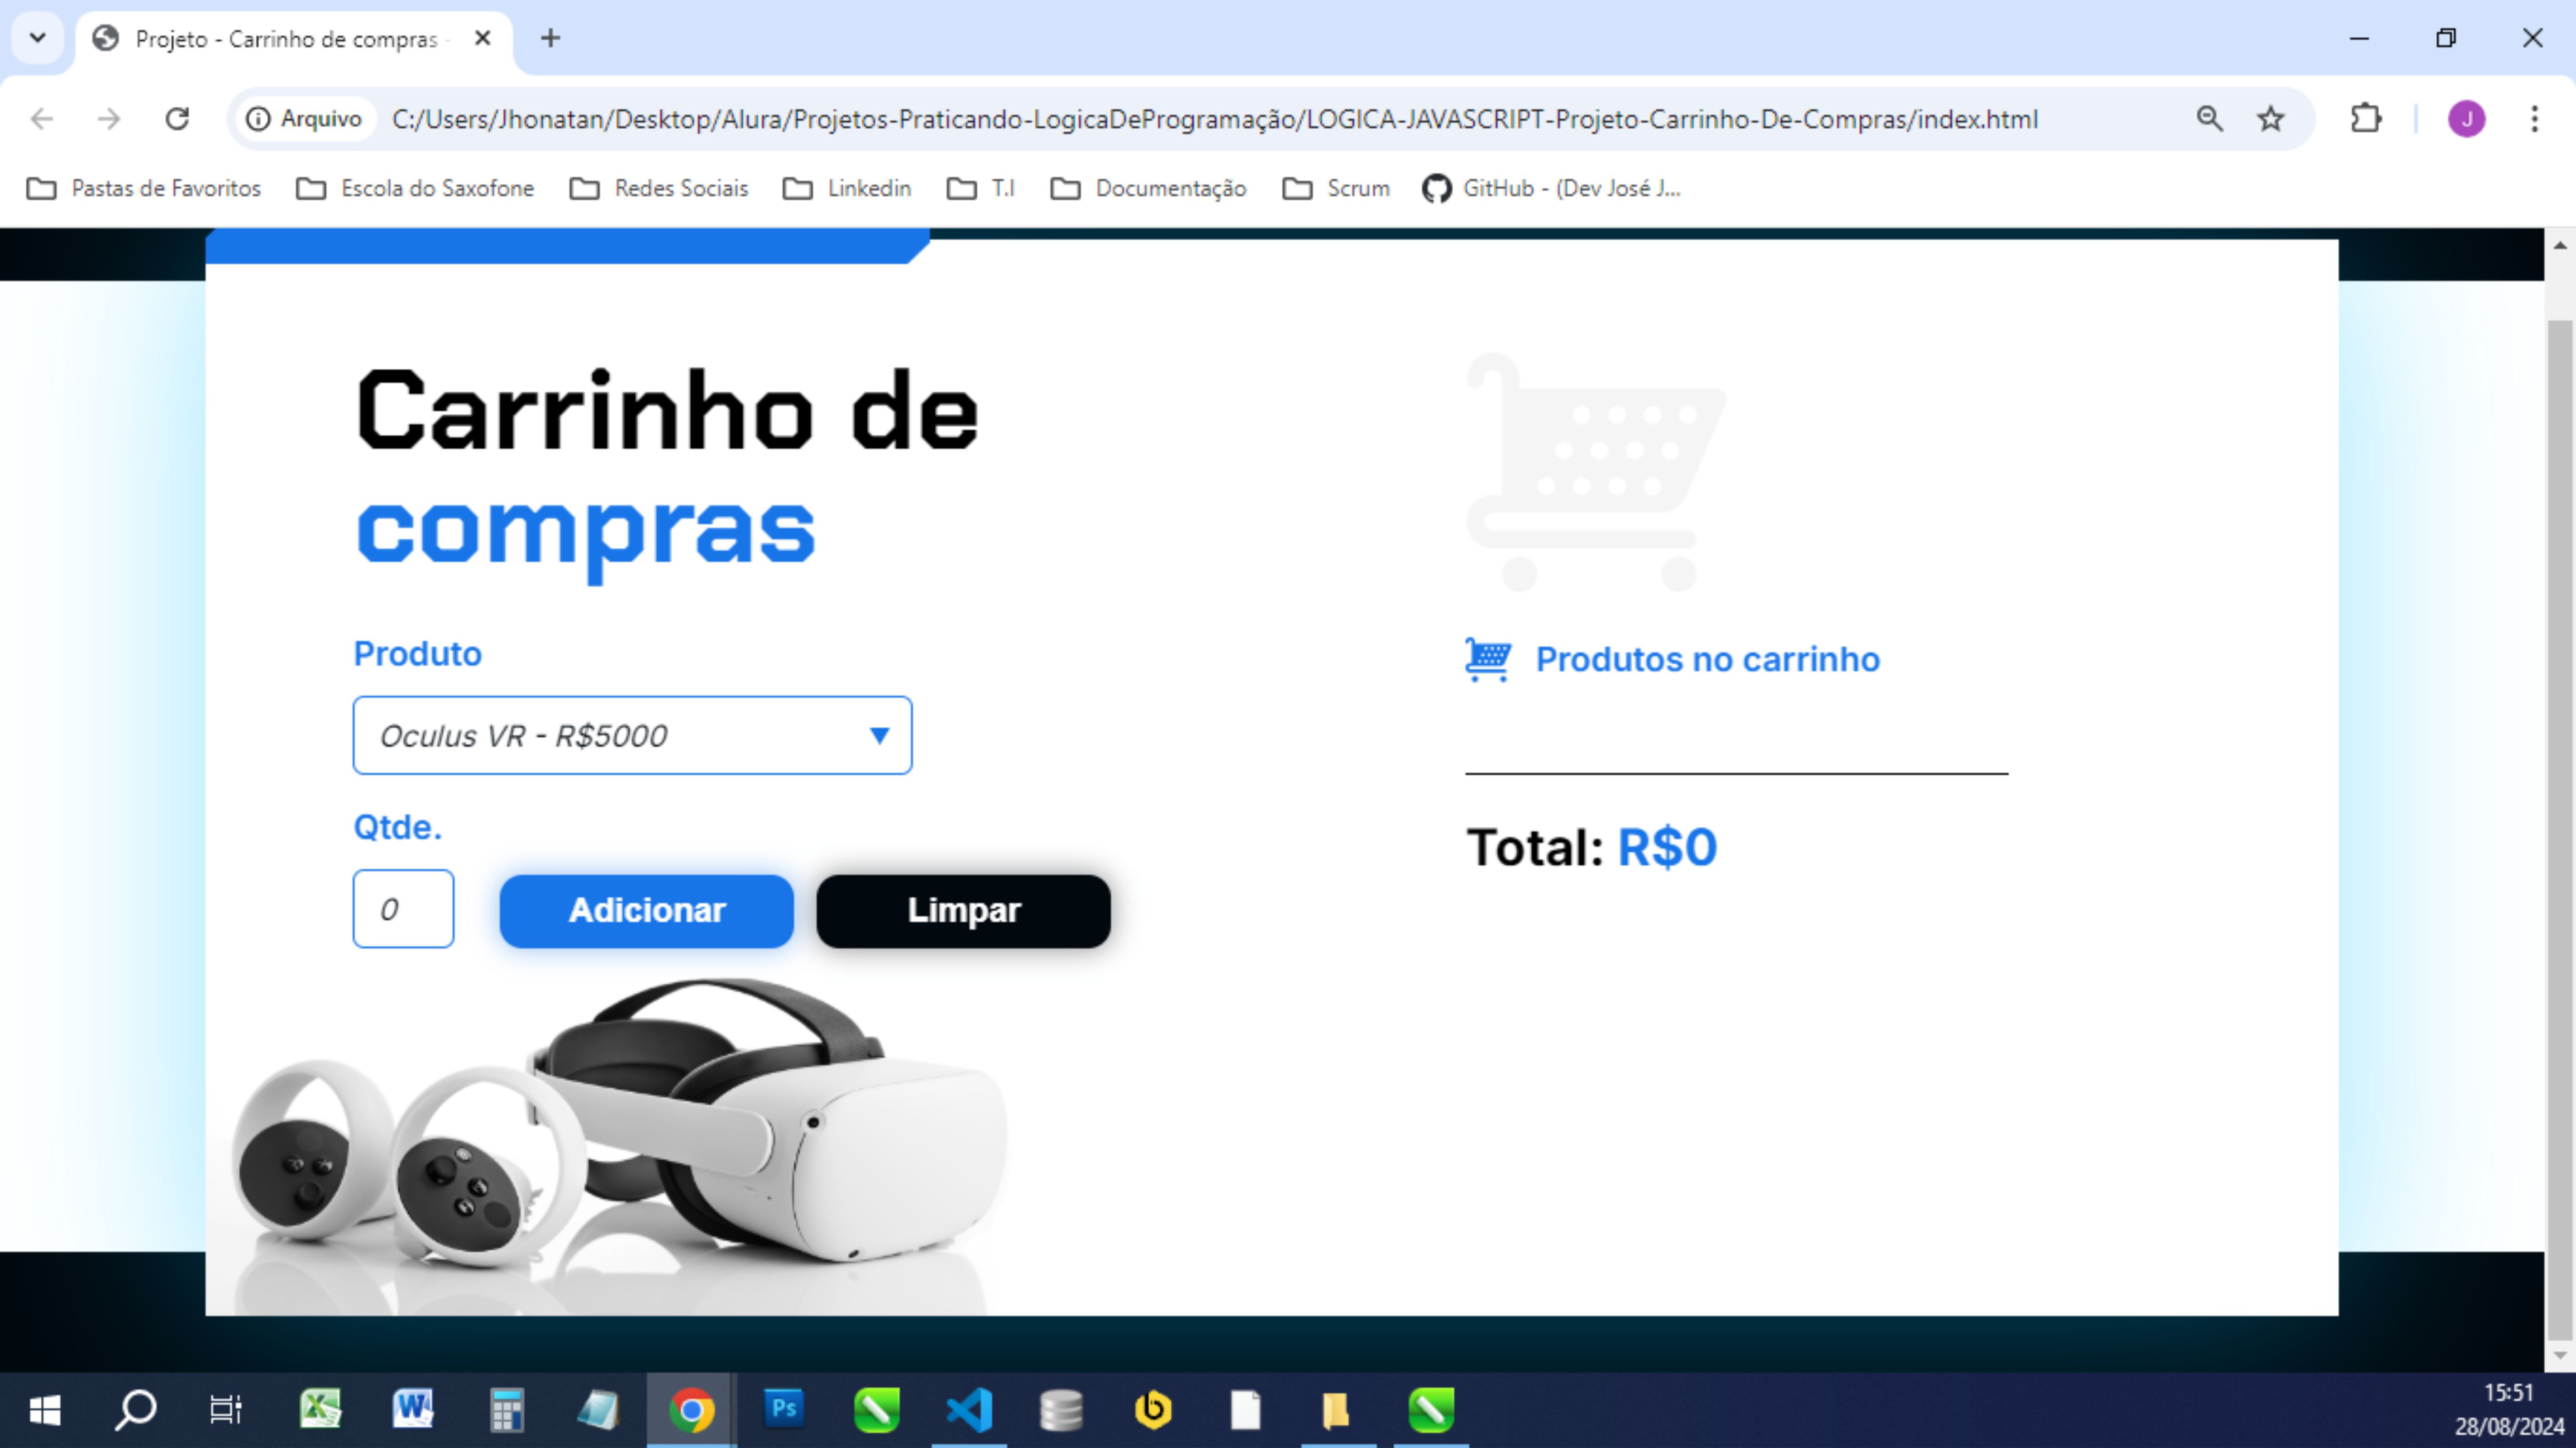 Projeto - Carrinho de compras -
Arquivo
C:/Users/Jhonatan/Desktop/Alura/Projetos-Praticando-LogicaDeProgramação/LOGICA-JAVASCRIPT-Projeto-Carrinho-De-Compras/index.html
J
Pastas de Favoritos
Escola do Saxofone
Redes Sociais
Linkedin
T.I
Documentação
Scrum
GitHub - (Dev José J...
Carrinho de
compras
Produto
Oculus VR - R$5000
Qtde.
0
Adicionar
Limpar
Produtos no carrinho
Total: R$0
Ps
15:51
28/08/2024